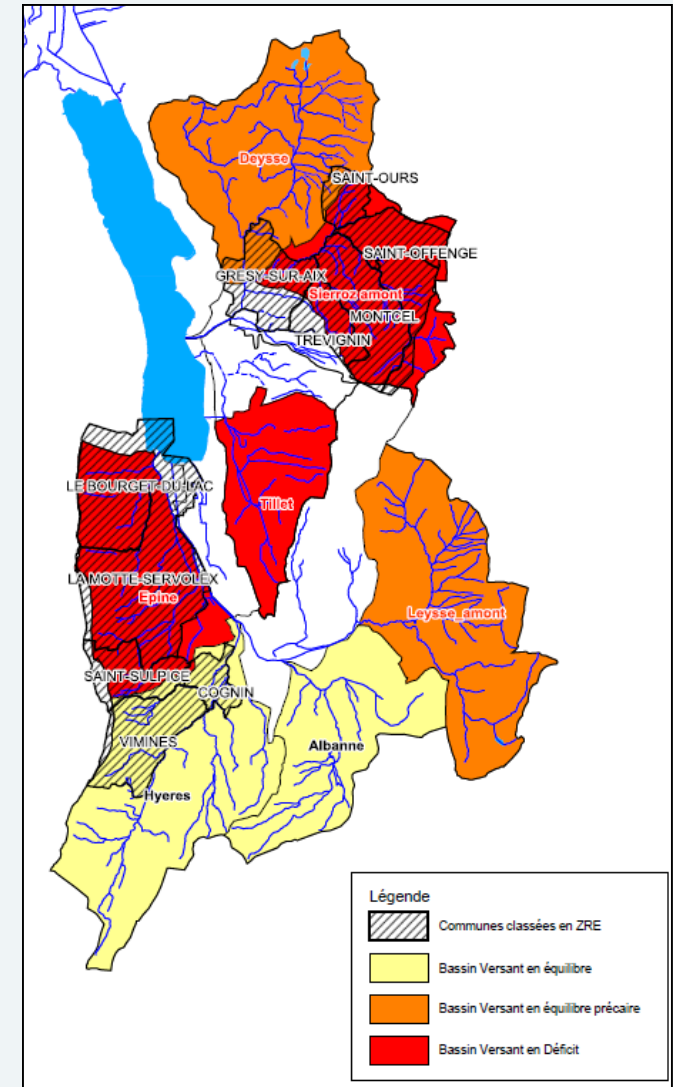 Deysse
SAINT-OURS
SAINT-OFFENGE
GRESY-SUR-AIX
Sierroz amont
MONTCEL
TREVIGNIN
LE BOURGET-DU-LAC
Tillet
LA MOTTE-SERVOLEX
Epine
Leysse_amont
SAINT-SULPICE
COGNIN
VIMINES
Albanne
Hyeres
Légende
Communes classées en ZRE
Bassin Versant en équilibre
Bassin Versant en équilibre précaire
Bassin Versant en Déficit